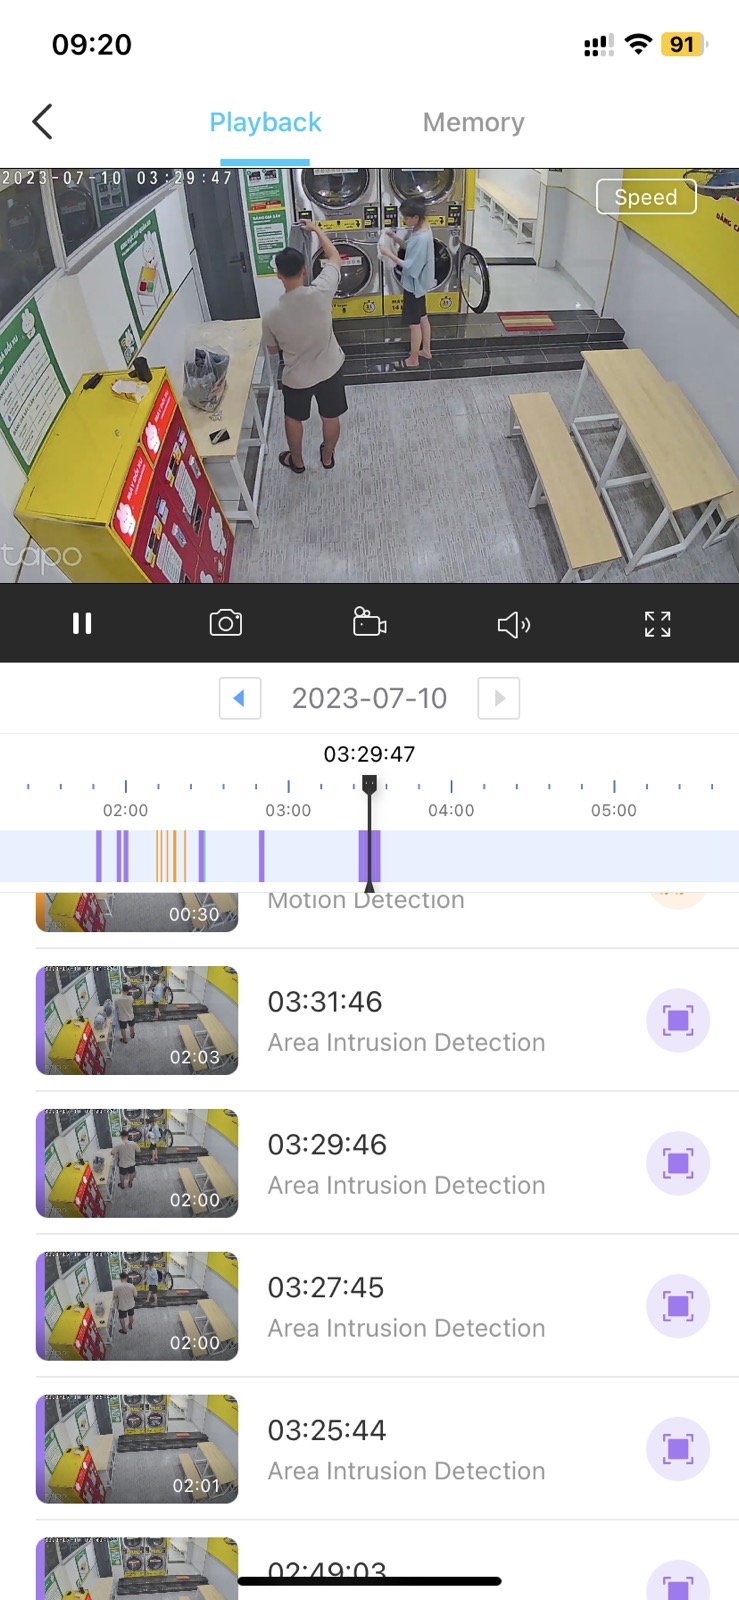 09:20
91
Playback
Memory
2023-07-10 03:29:47
Speed
tapo
2023-07-10
03:29:47
02:00
03:00
04:00
05:00
00:30
Motion Detection
03:31:46
02:03
Area Intrusion Detection
03:29:46
02:00
Area Intrusion Detection
03:27:45
02:00
Area Intrusion Detection
03:25:44
02:01
Area Intrusion Detection
02:49:03